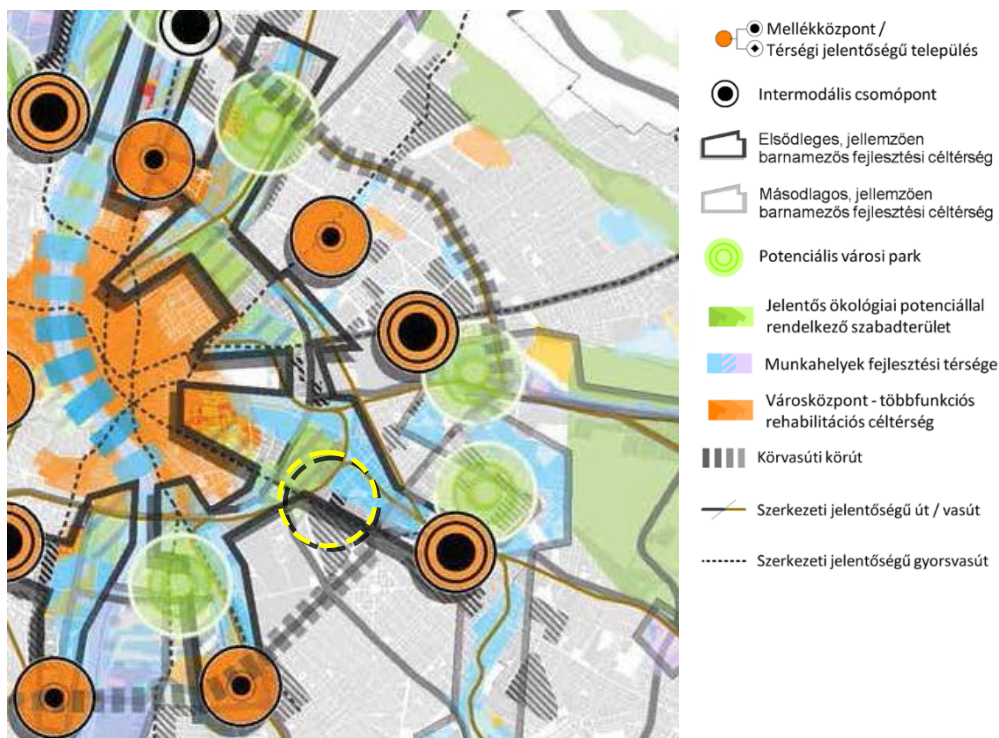 Mellékközpont /
Térségi jelentőségű település
Intermodális csomópont
Elsődleges, jellemzően
barnamezős fejlesztési céltérség
Másodlagos, jellemzően
barnamezős fejlesztési céltérség
Potenciális városi park
Jelentős ökológiai potenciállal
rendelkező szabadterület
Munkahelyek fejlesztési térsége
Városközpont - többfunkciós
rehabilitációs céltérség
Körvasúti körút
Szerkezeti jelentőségű út / vasút
Szerkezeti jelentőségű gyorsvasút